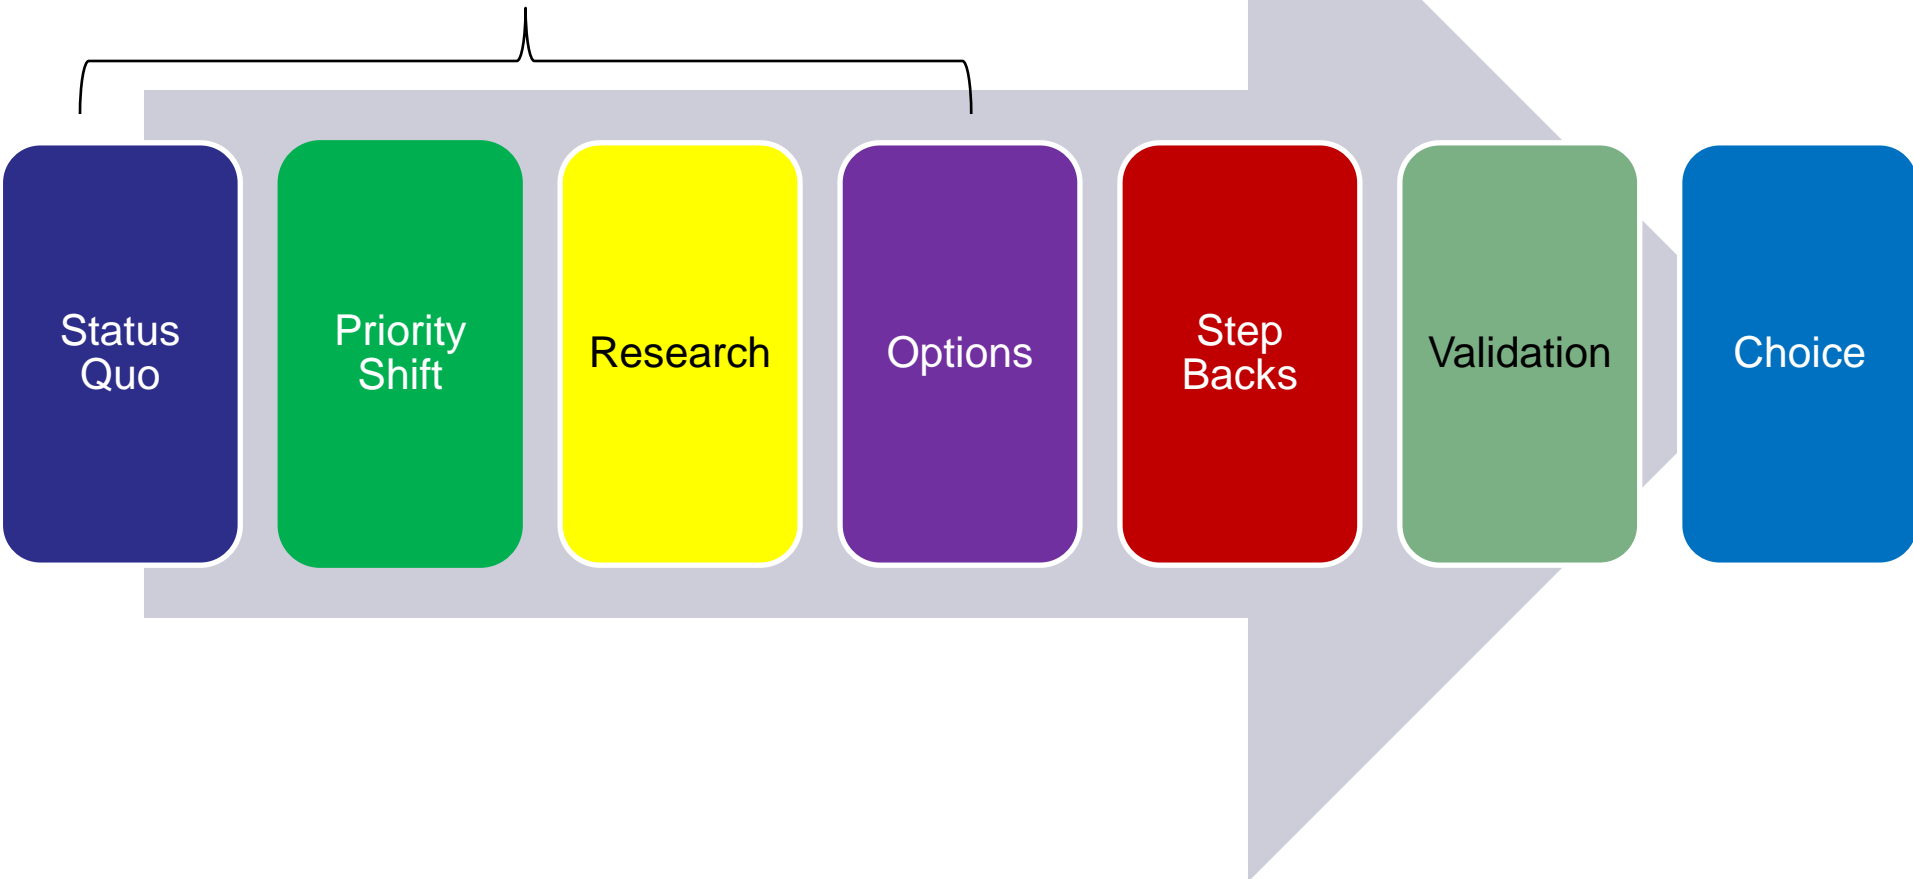 Status
Quo
Priority
Shift
Research
Options
Step
Backs
Validation
Choice